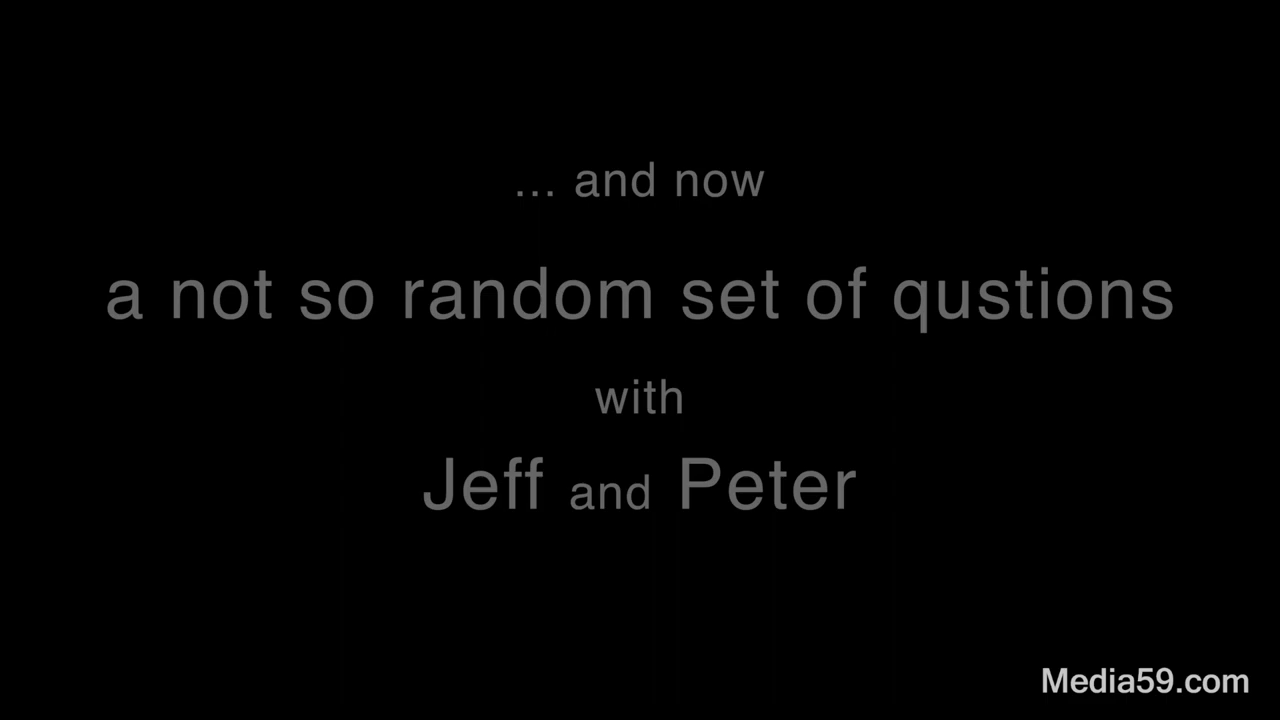 ... and now
a not so random set of qustions
with
Jeff and Peter
Media59.com